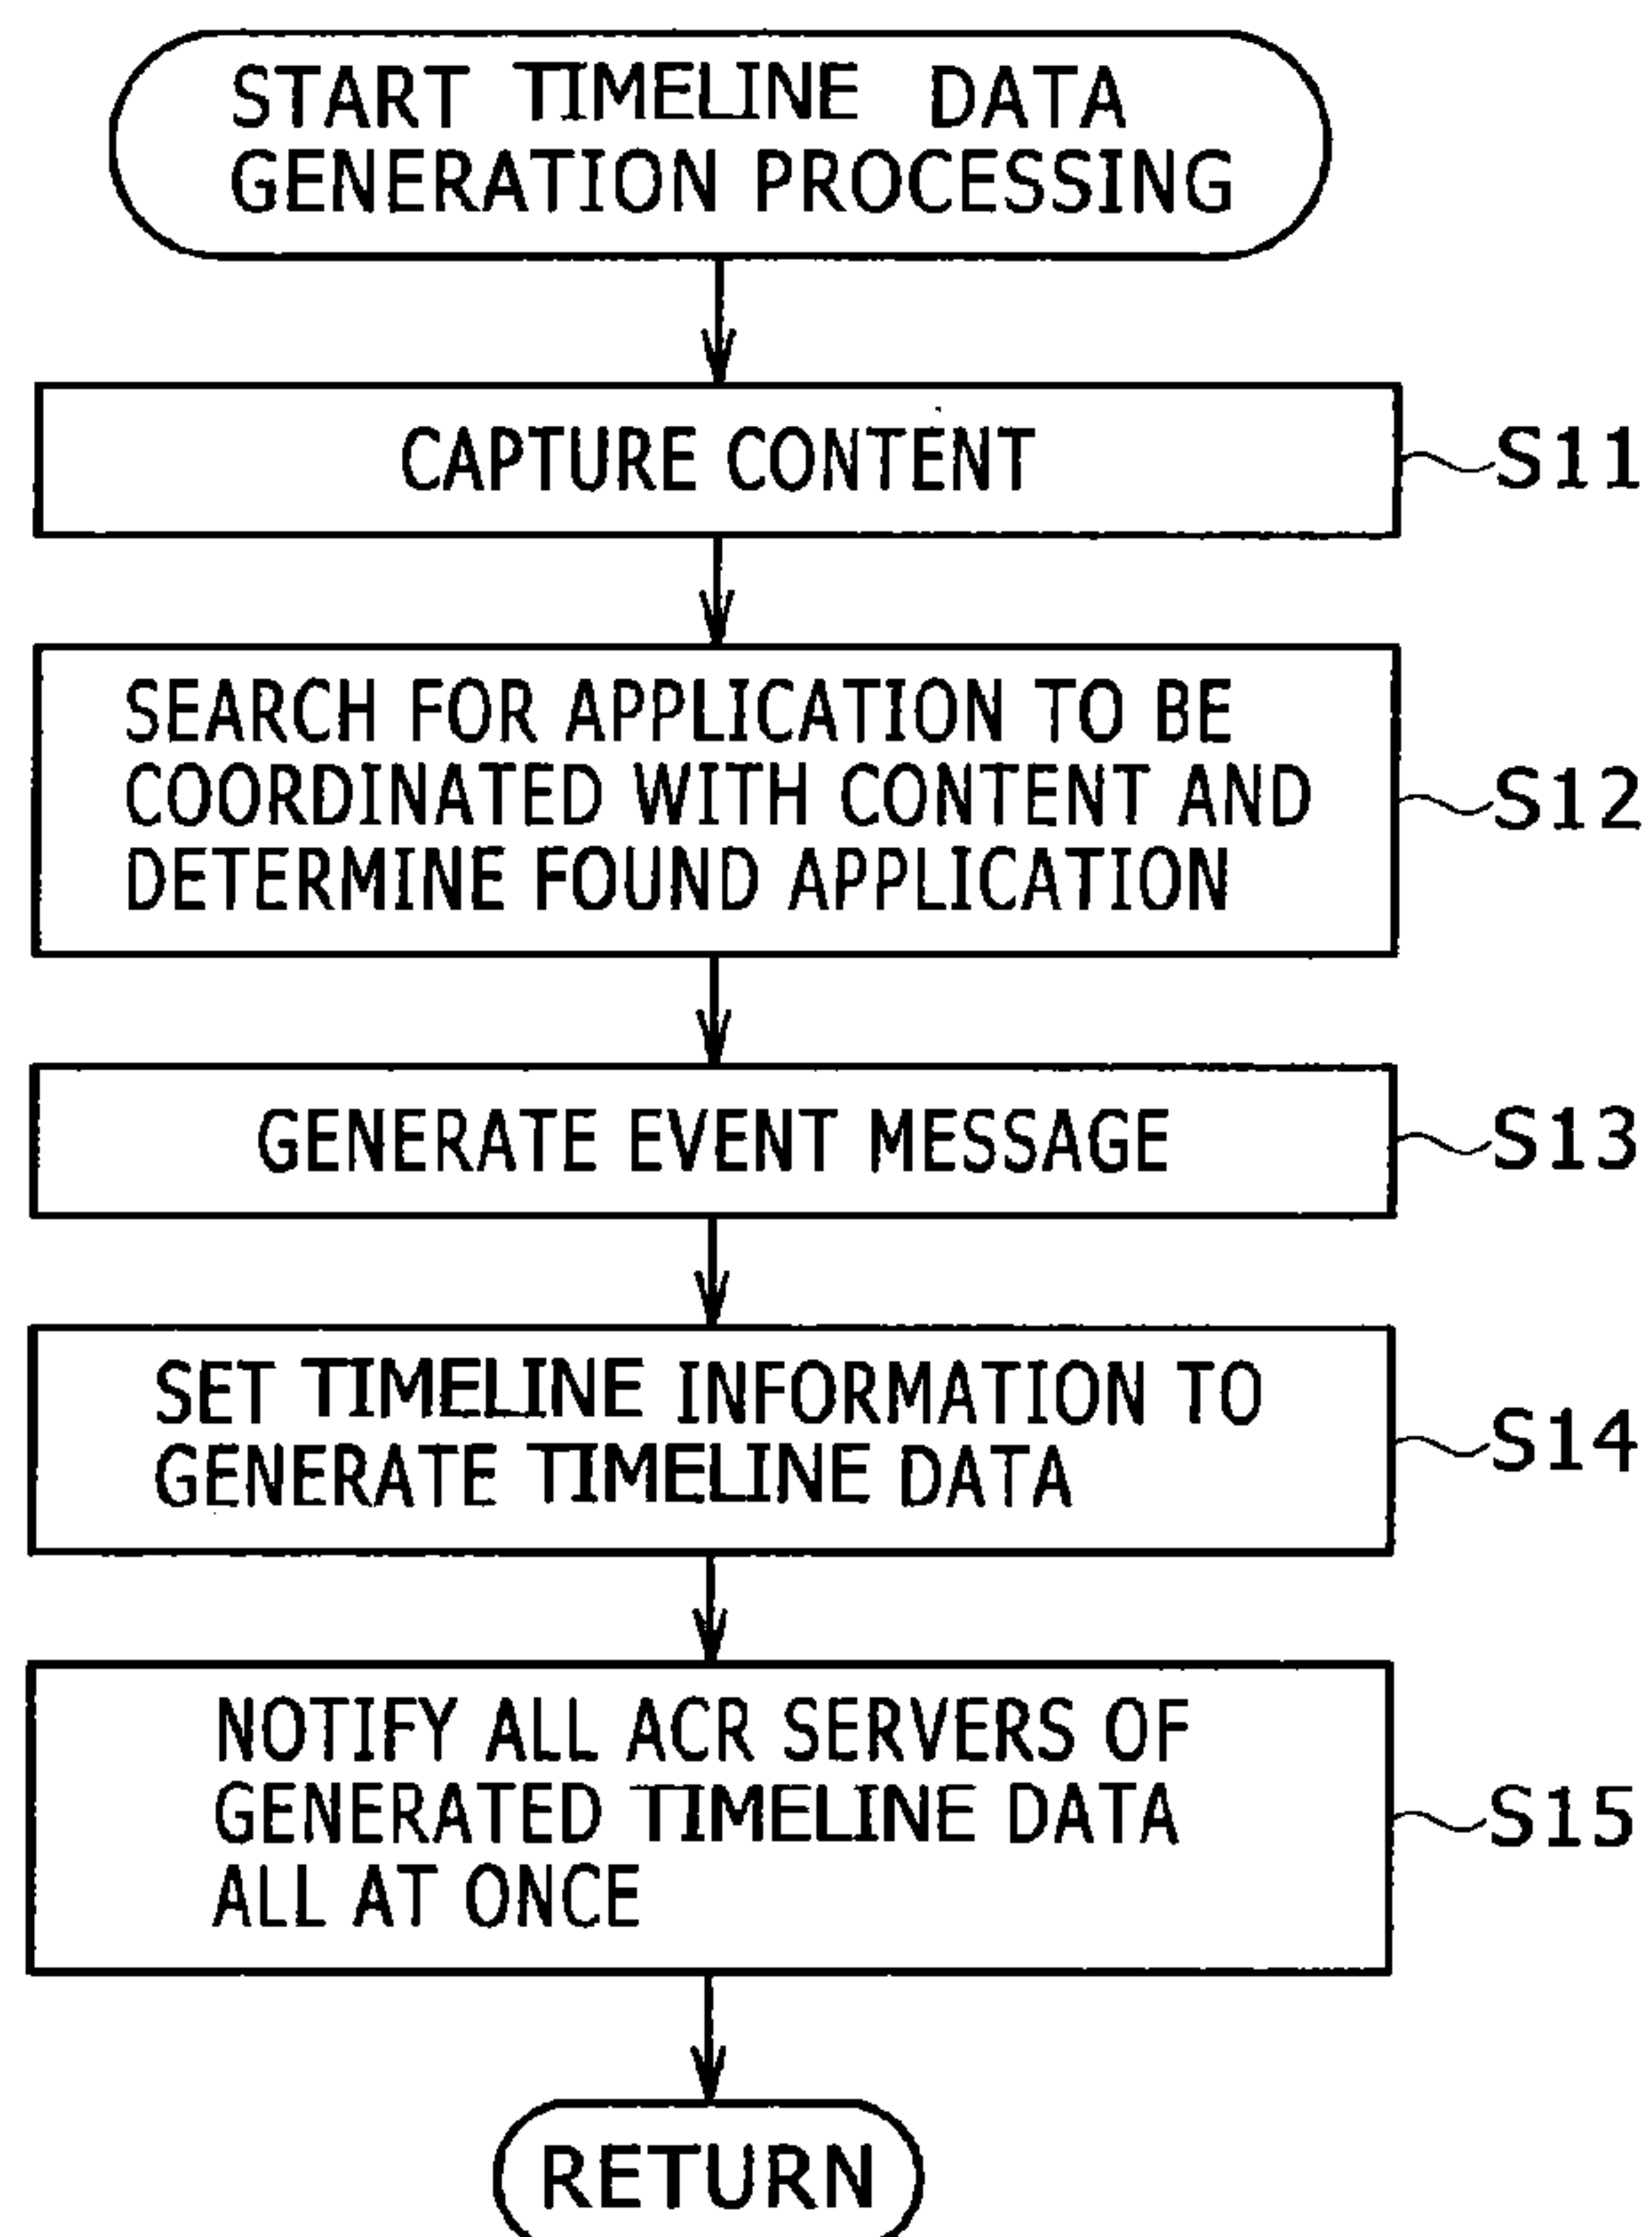 START TIMELINE DATA
GENERATION PROCESSING
CAPTURE CONTENT
S11
SEARCH FOR APPLICATION TO BE
COORDINATED WITH CONTENT AND
DETERMINE FOUND APPLICATION
S12
GENERATE EVENT MESSAGE
S13
SET TIMELINE INFORMATION TO
GENERATE TIMELINE DATA
S14
NOTIFY ALL ACR SERVERS OF
GENERATED TIMELINE DATA
ALL AT ONCE
S15
RETURN